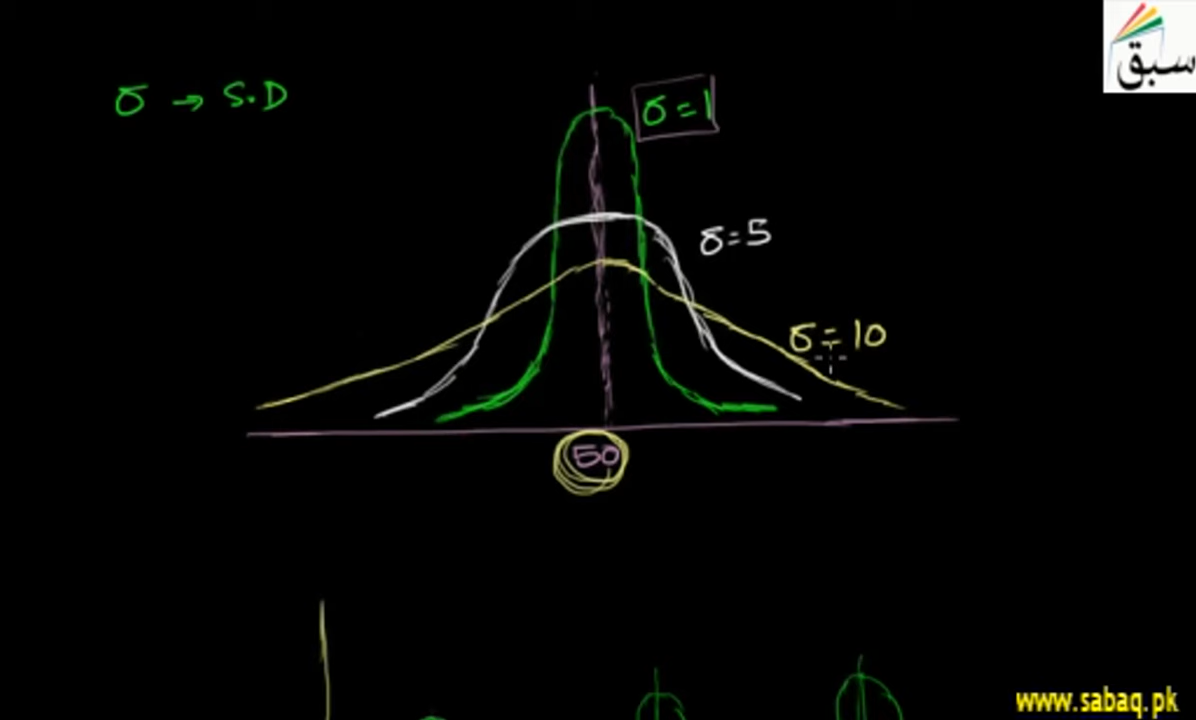 سبق
σ → S.D
σ = 1
σ = 5
σ = 10
50
www.sabaq.pk